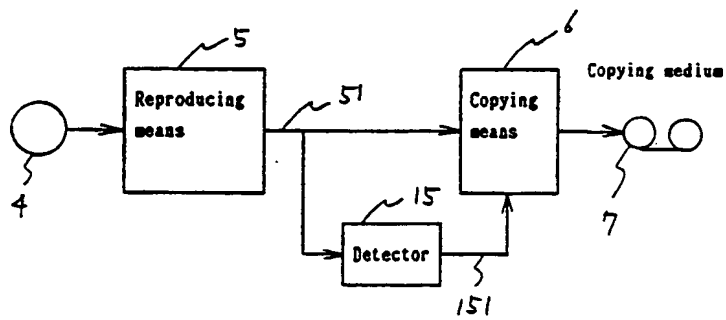 5
6
Copying medium
Reproducing
means
51
Copying
means
4
15
7
Detector
151